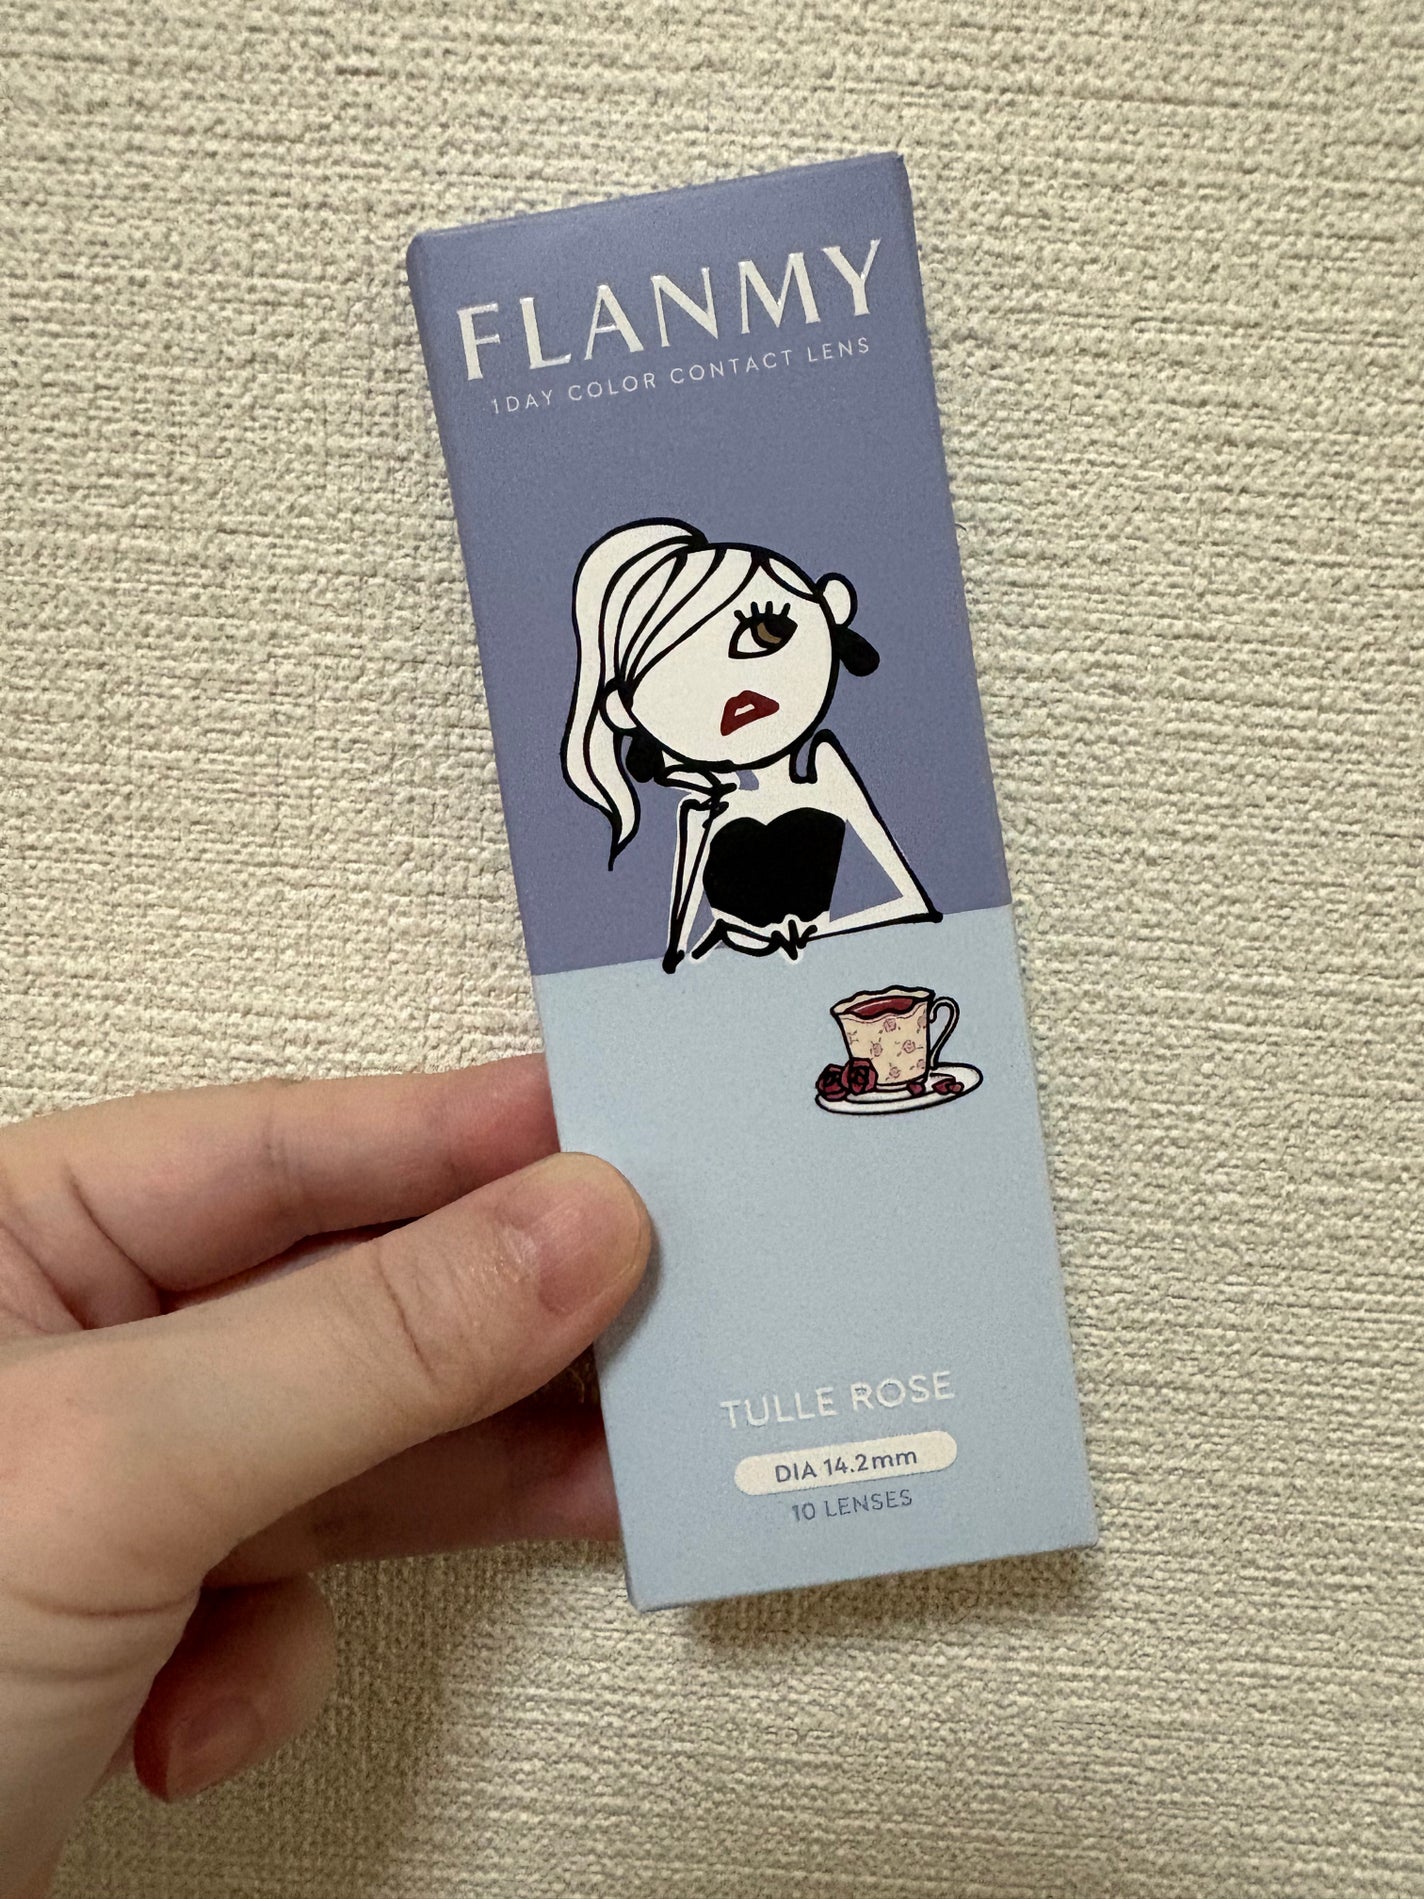 FLANMY
1DAY COLOR CONTACT LENS
TULLE ROSE
DIA 14.2mm
10 LENSES